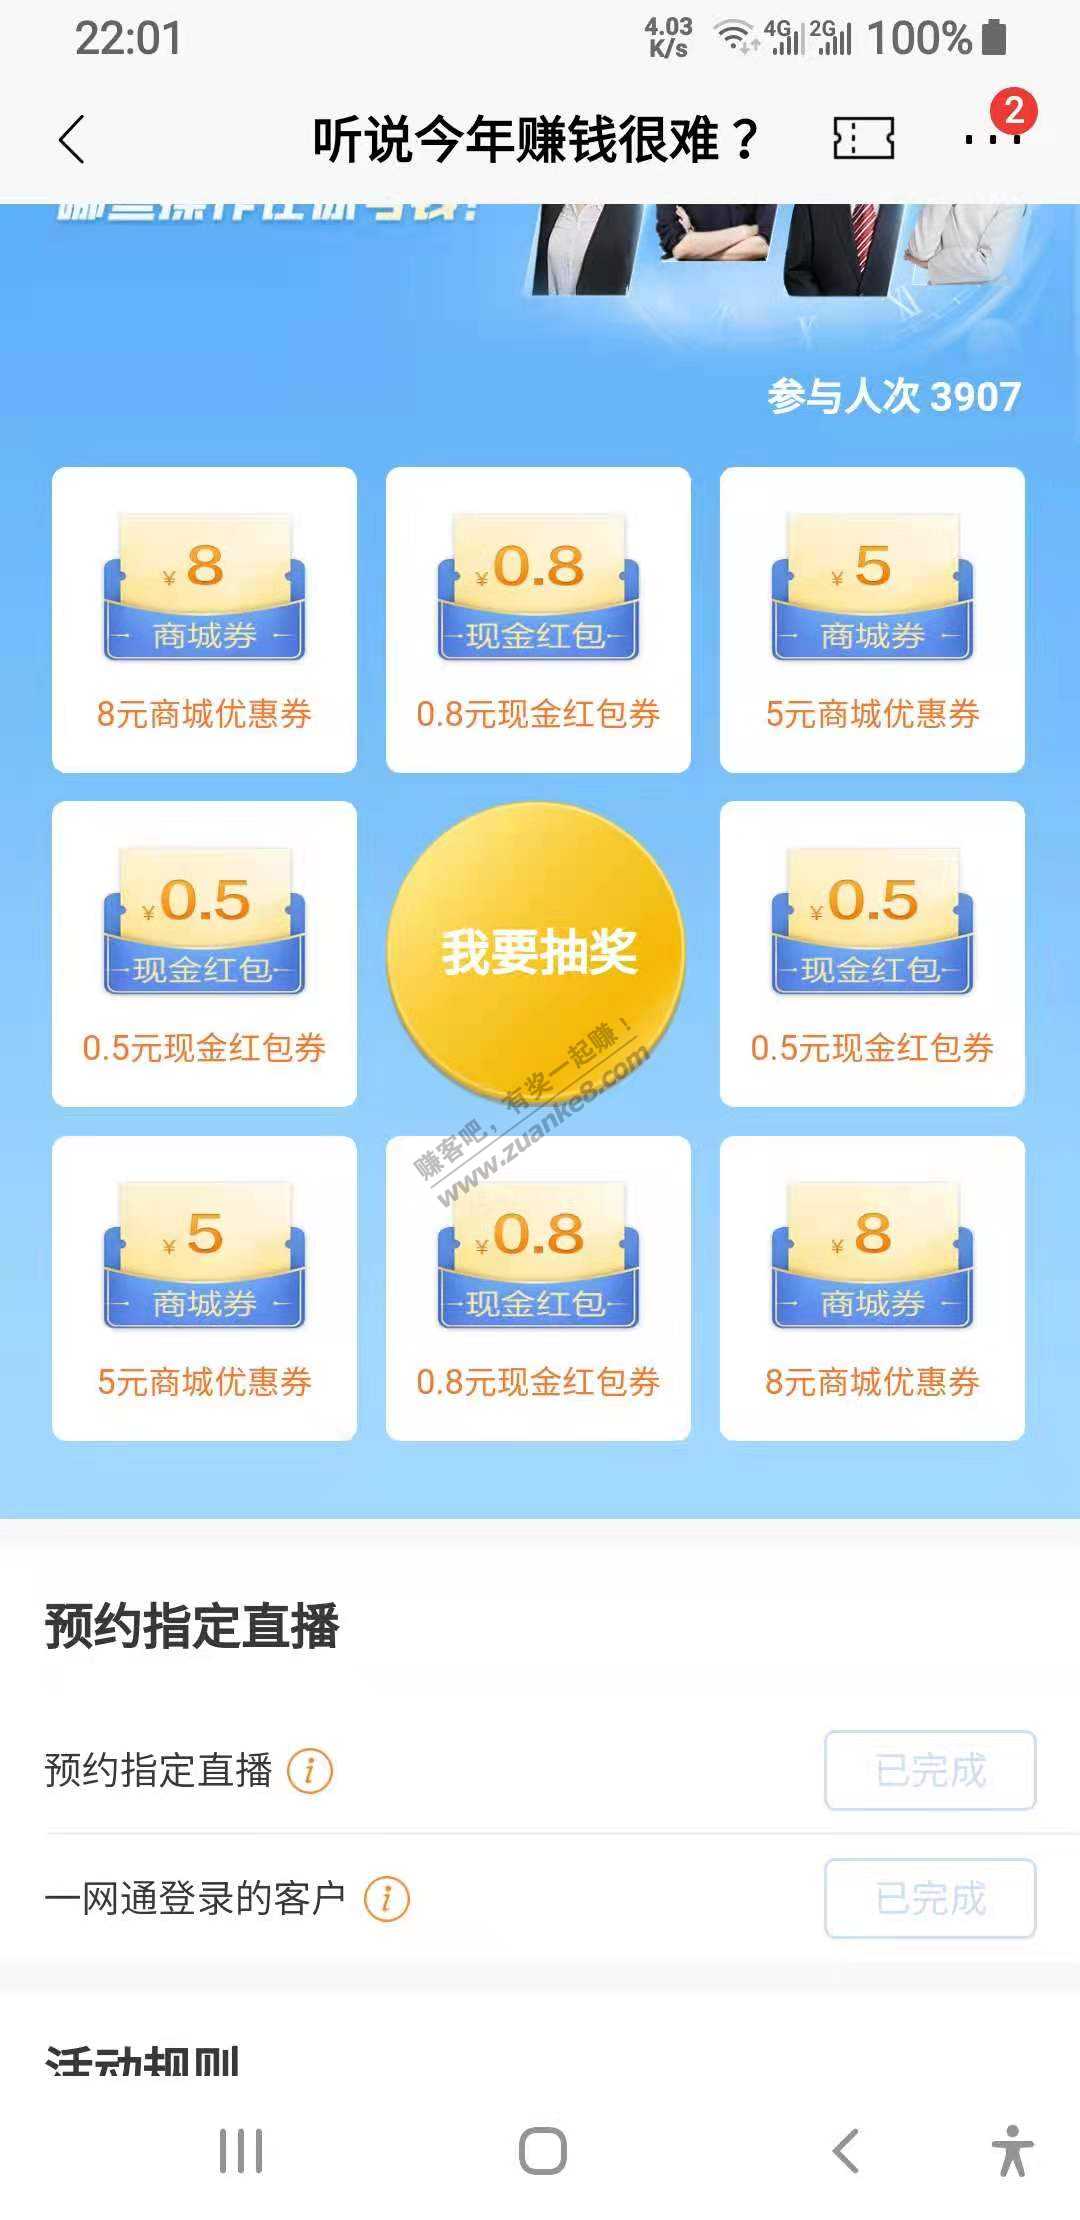 22:01 4.03 K/s 4G 2G 100%
听说今年赚钱很难？ 2
参与人次 3907
¥8 ¥0.8 ¥5
商城券 现金红包 商城券
8元商城优惠券 0.8元现金红包券 5元商城优惠券
¥0.5 ¥0.5
现金红包 我要抽奖 现金红包
0.5元现金红包券 0.5元现金红包券
赚客吧，有奖一起赚！
www.zuanke8.com
¥5 ¥0.8 ¥8
商城券 现金红包 商城券
5元商城优惠券 0.8元现金红包券 8元商城优惠券
预约指定直播
预约指定直播 i 已完成
一网通登录的客户 i 已完成
活动规则